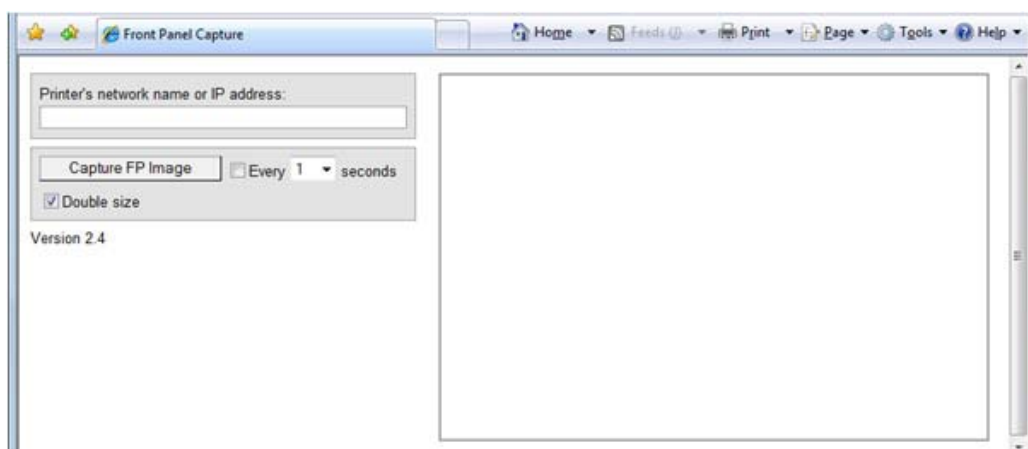 Front Panel Capture
Home Feeds (J) Print Page Tools Help
Printer's network name or IP address:
Capture FP Image Every 1 seconds
Double size
Version 2.4